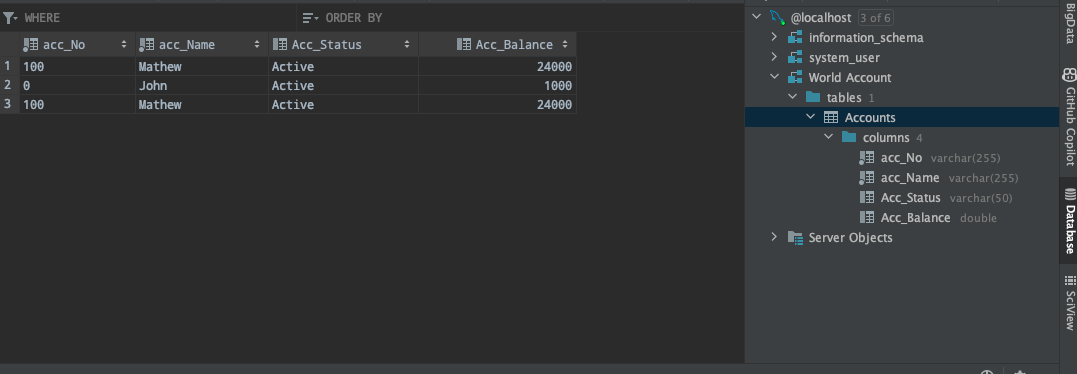 WHERE ORDER BY
acc_No acc_Name Acc_Status Acc_Balance
1 100 Mathew Active 24000
2 0 John Active 1000
3 100 Mathew Active 24000
@localhost 3 of 6
information_schema
system_user
World Account
tables 1
Accounts
columns 4
acc_No varchar(255)
acc_Name varchar(255)
Acc_Status varchar(50)
Acc_Balance double
Server Objects
BigData
GitHub Copilot
Database
SciView